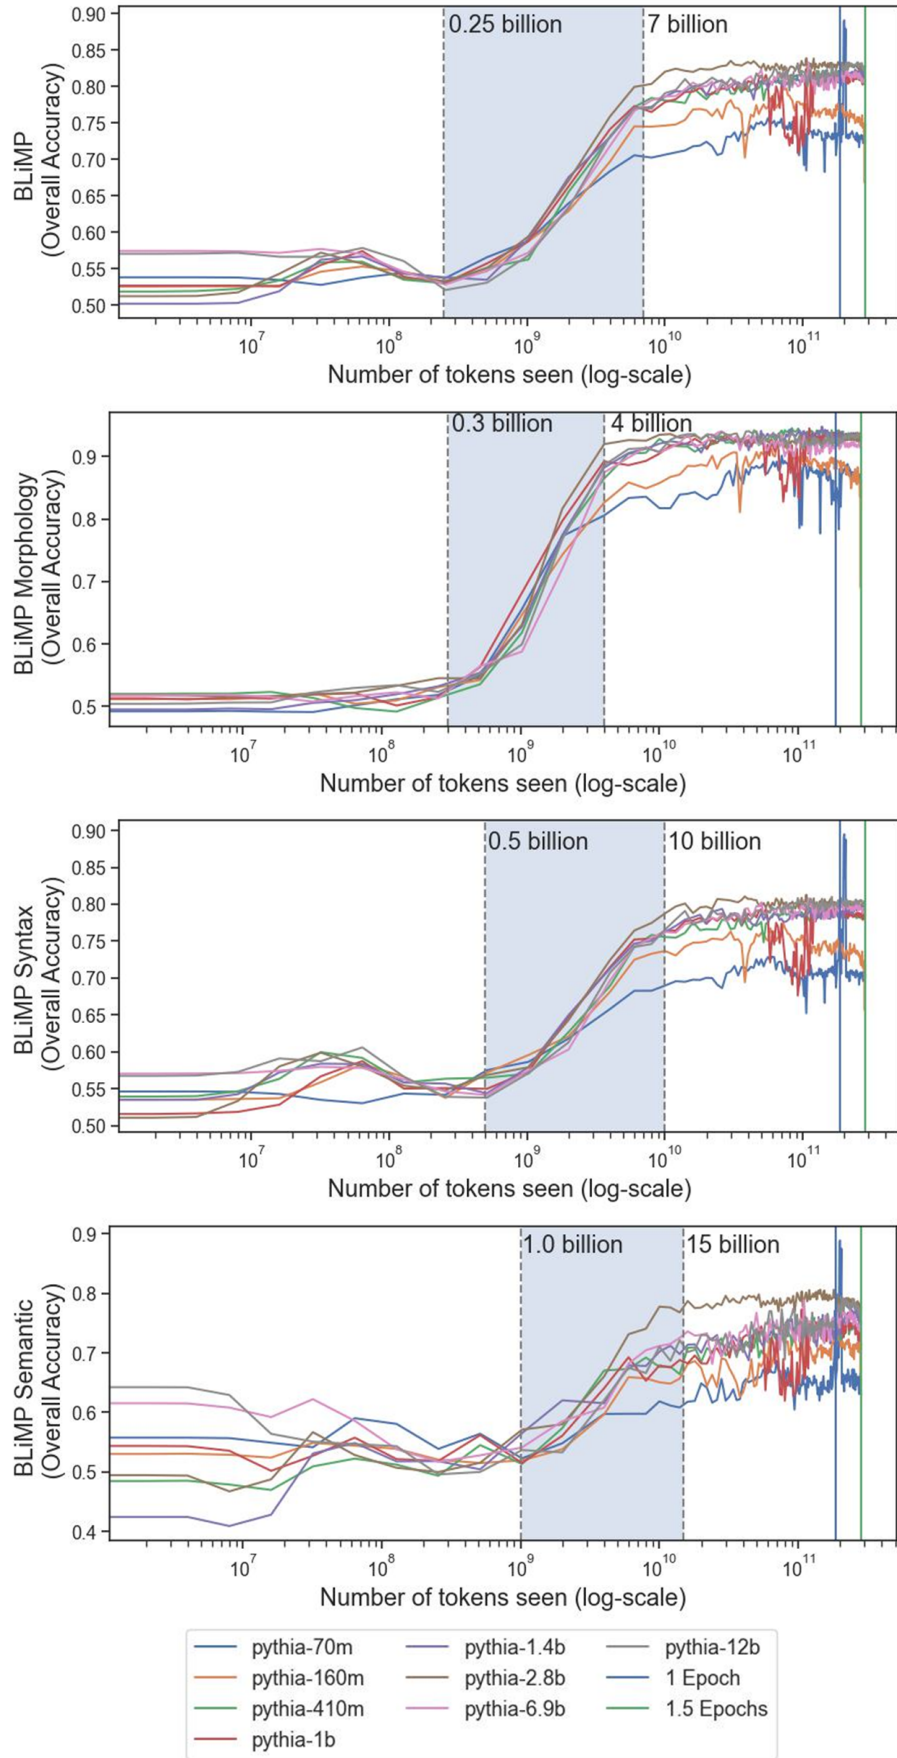 0.25 billion
7 billion
0.90
0.85
0.80
0.75
0.70
0.65
0.60
0.55
0.50
BLiMP
(Overall Accuracy)
10^7
10^8
10^9
10^10
10^11
Number of tokens seen (log-scale)
0.3 billion
4 billion
0.9
0.8
0.7
0.6
0.5
BLiMP Morphology
(Overall Accuracy)
10^7
10^8
10^9
10^10
10^11
Number of tokens seen (log-scale)
0.5 billion
10 billion
0.90
0.85
0.80
0.75
0.70
0.65
0.60
0.55
0.50
BLiMP Syntax
(Overall Accuracy)
10^7
10^8
10^9
10^10
10^11
Number of tokens seen (log-scale)
1.0 billion
15 billion
0.9
0.8
0.7
0.6
0.5
0.4
BLiMP Semantic
(Overall Accuracy)
10^7
10^8
10^9
10^10
10^11
Number of tokens seen (log-scale)
pythia-70m
pythia-160m
pythia-410m
pythia-1b
pythia-1.4b
pythia-2.8b
pythia-6.9b
pythia-12b
1 Epoch
1.5 Epochs